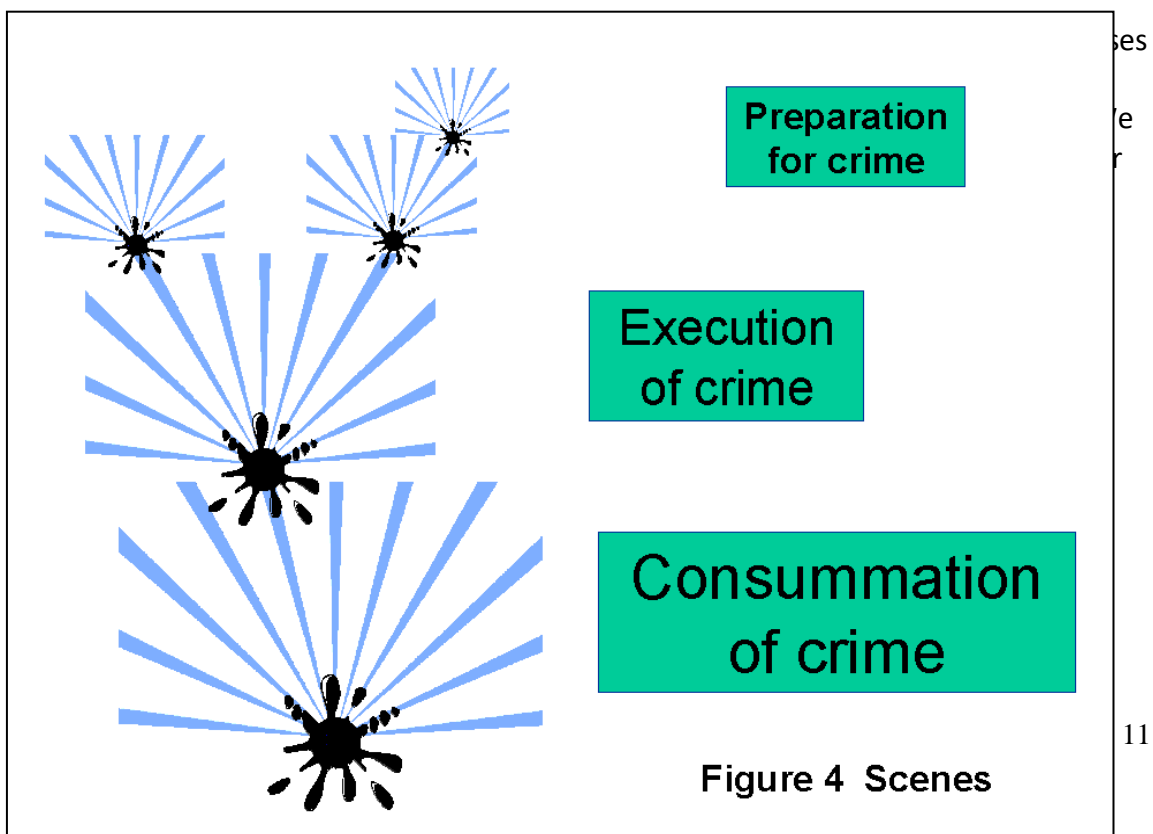 Preparation
for crime
Execution
of crime
Consummation
of crime
Figure 4 Scenes
11